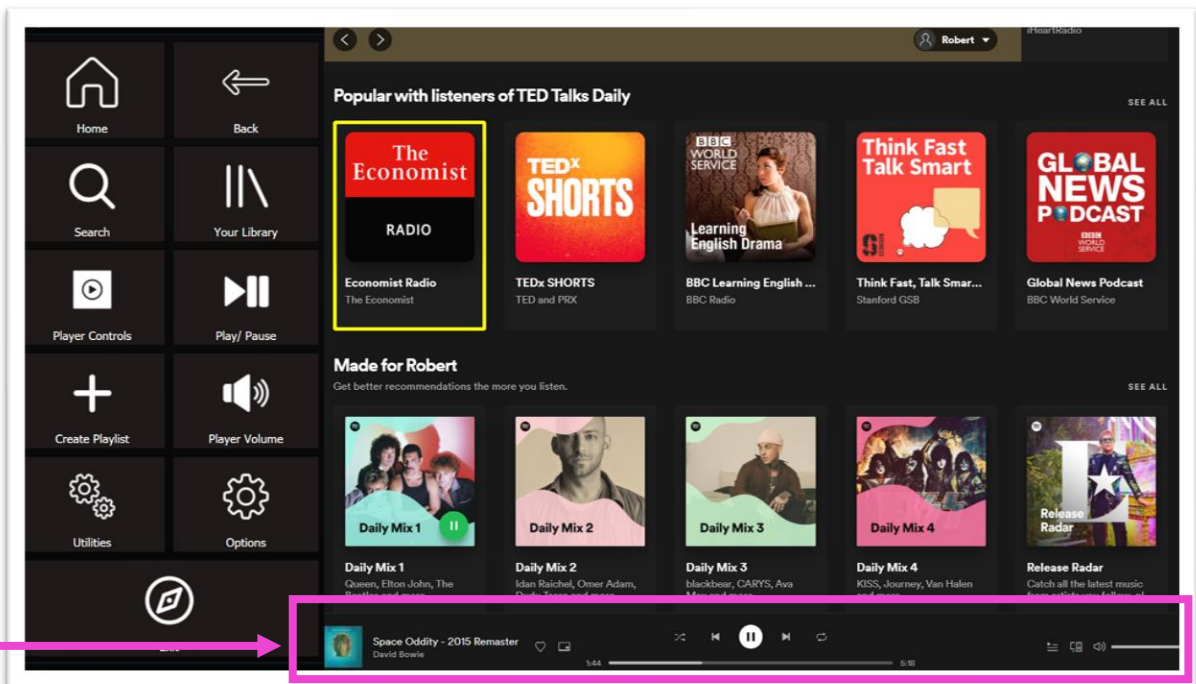 Home
Back
Search
Your Library
Player Controls
Play/ Pause
Create Playlist
Player Volume
Utilities
Options
Robert
iHeartRadio
Popular with listeners of TED Talks Daily
SEE ALL
The
Economist
RADIO
Economist Radio
The Economist
TEDx
SHORTS
TEDx SHORTS
TED and PRX
BBC
WORLD
SERVICE
Learning
English Drama
BBC Learning English ...
BBC Radio
Think Fast
Talk Smart
Think Fast, Talk Smar...
Stanford GSB
GLOBAL
NEWS
PODCAST
BBC
WORLD
SERVICE
Global News Podcast
BBC World Service
Made for Robert
Get better recommendations the more you listen.
SEE ALL
Daily Mix 1
Daily Mix 1
Queen, Elton John, The
Daily Mix 2
Daily Mix 2
Idan Raichel, Omer Adam,
Daily Mix 3
Daily Mix 3
blackbear, CARYS, Ava
Daily Mix 4
Daily Mix 4
KISS, Journey, Van Halen
Release
Radar
Release Radar
Catch all the latest music
Space Oddity - 2015 Remaster
David Bowie
1:44
5:18